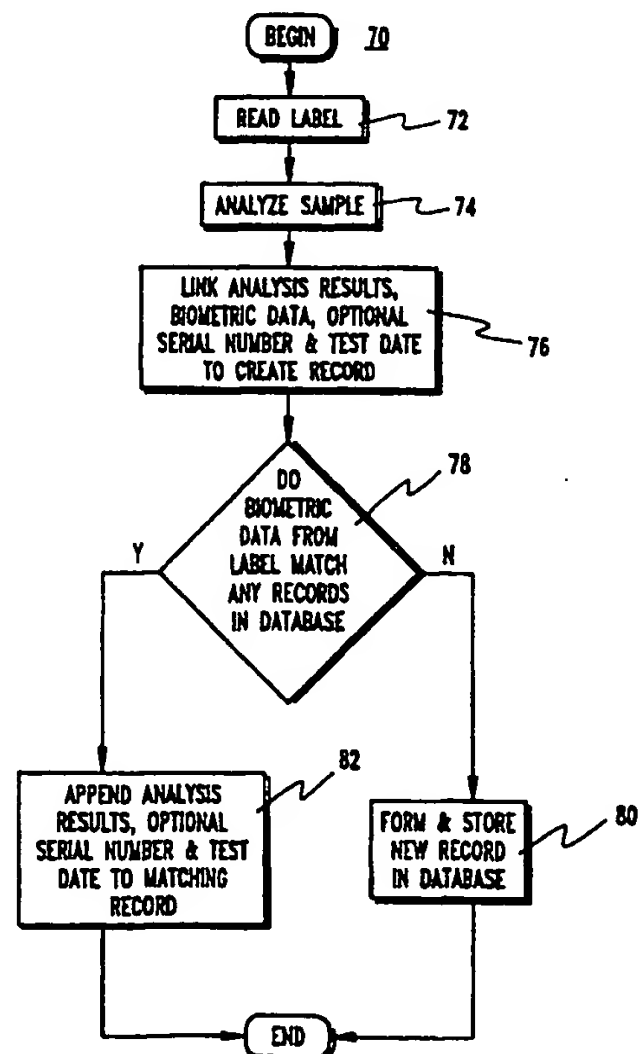 BEGIN
70
READ LABEL
72
ANALYZE SAMPLE
74
LINK ANALYSIS RESULTS,
BIOMETRIC DATA, OPTIONAL
SERIAL NUMBER & TEST DATE
TO CREATE RECORD
76
DO
BIOMETRIC
DATA FROM
LABEL MATCH
ANY RECORDS
IN DATABASE
78
Y
N
APPEND ANALYSIS
RESULTS, OPTIONAL
SERIAL NUMBER & TEST
DATE TO MATCHING
RECORD
82
FORM & STORE
NEW RECORD
IN DATABASE
80
END